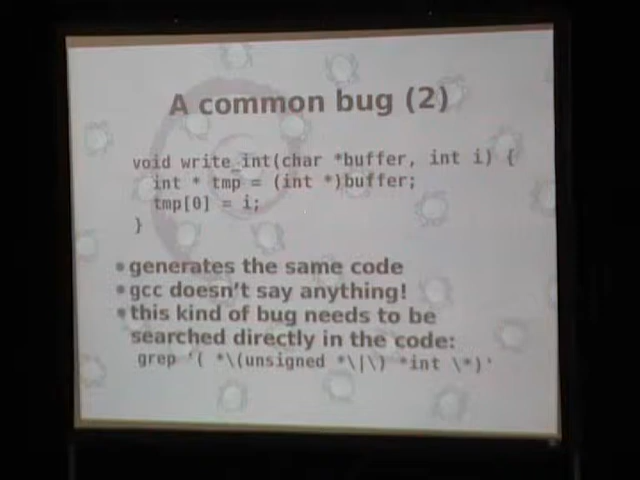 A common bug (2)
void write_int(char *buffer, int i) {
int * tmp = (int *)buffer;
tmp[0] = i;
}
•generates the same code
•gcc doesn't say anything!
•this kind of bug needs to be
searched directly in the code:
grep '( *\(unsigned *\|\) *int \*)'